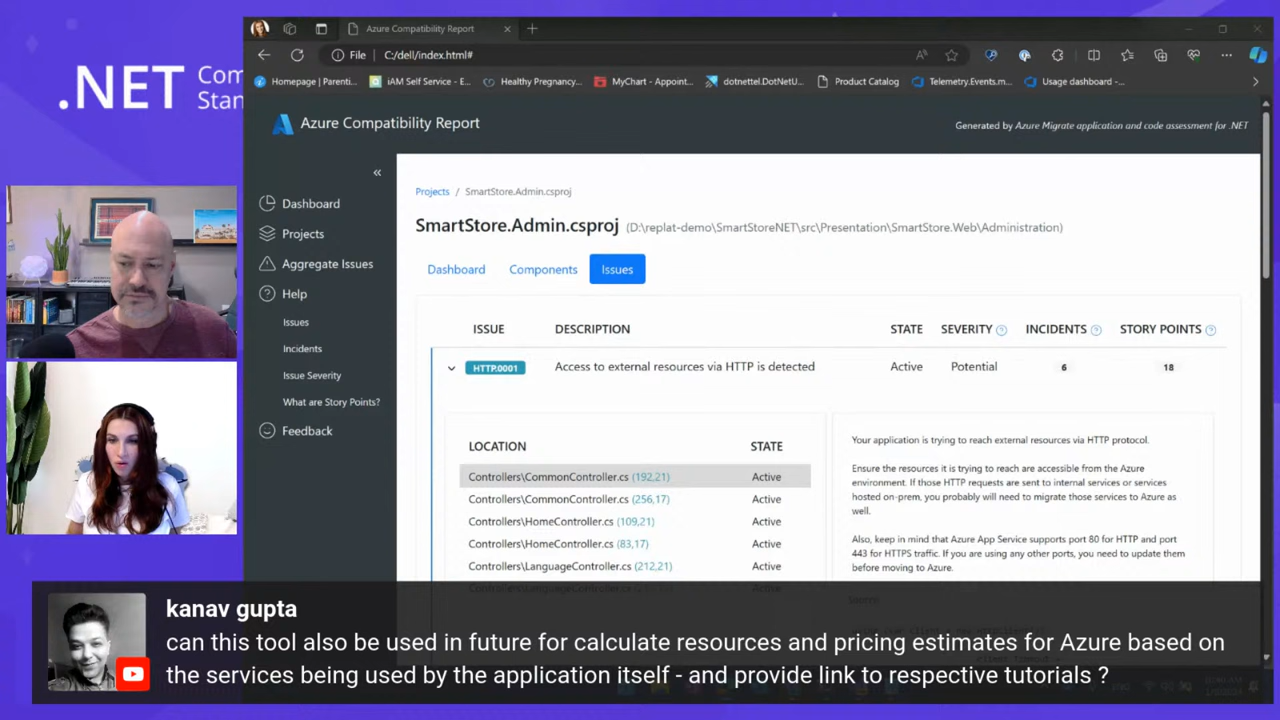 .NET Com
Stan
Azure Compatibility Report
File C:/dell/index.html#
Homepage | Parenti...
iAM Self Service - E...
Healthy Pregnancy...
MyChart - Appoint...
dotnettel.DotNetU...
Product Catalog
Telemetry.Events.m...
Usage dashboard -...
Azure Compatibility Report
Generated by Azure Migrate application and code assessment for .NET
Dashboard
Projects
Aggregate Issues
Help
Issues
Incidents
Issue Severity
What are Story Points?
Feedback
Projects / SmartStore.Admin.csproj
SmartStore.Admin.csproj (D:\replat-demo\SmartStoreNET\src\Presentation\SmartStore.Web\Administration)
Dashboard Components Issues
ISSUE DESCRIPTION STATE SEVERITY INCIDENTS STORY POINTS
HTTP.0001 Access to external resources via HTTP is detected Active Potential 6 18
LOCATION STATE
Controllers\CommonController.cs (192,21) Active
Controllers\CommonController.cs (256,17) Active
Controllers\HomeController.cs (109,21) Active
Controllers\HomeController.cs (83,17) Active
Controllers\LanguageController.cs (212,21) Active
Your application is trying to reach external resources via HTTP protocol.
Ensure the resources it is trying to reach are accessible from the Azure
environment. If those HTTP requests are sent to internal services or services
hosted on-prem, you probably will need to migrate those services to Azure as
well.
Also, keep in mind that Azure App Service supports port 80 for HTTP and port
443 for HTTPS traffic. If you are using any other ports, you need to update them
before moving to Azure.
kanav gupta
can this tool also be used in future for calculate resources and pricing estimates for Azure based on
the services being used by the application itself - and provide link to respective tutorials ?